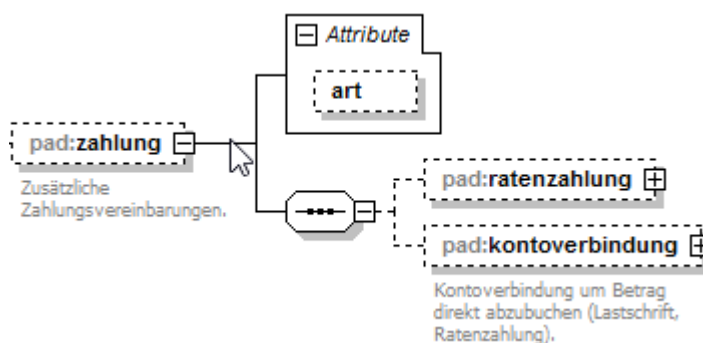 Attribute
art
pad:zahlung
Zusätzliche
Zahlungsvereinbarungen.
pad:ratenzahlung
pad:kontoverbindung
Kontoverbindung um Betrag
direkt abzubuchen (Lastschrift,
Ratenzahlung).